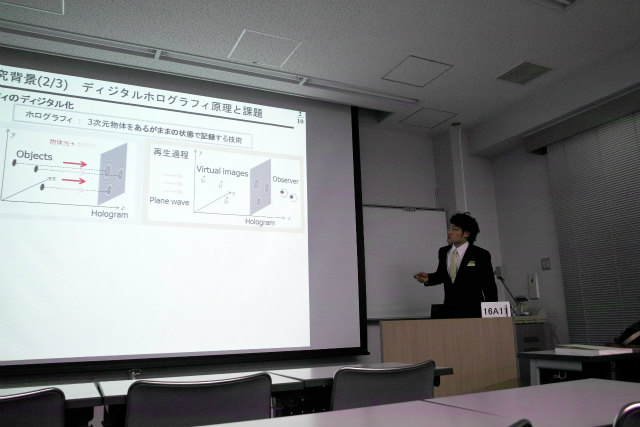 究背景(2/3) ディジタルホログラフィ原理と課題
ィのディジタル化
ホログラフィ : 3次元物体をあるがままの状態で記録する技術
物体光
Objects
y
x
z
Hologram
再生過程
Plane wave
y
Virtual images
x
z
Observer
Hologram
16A11